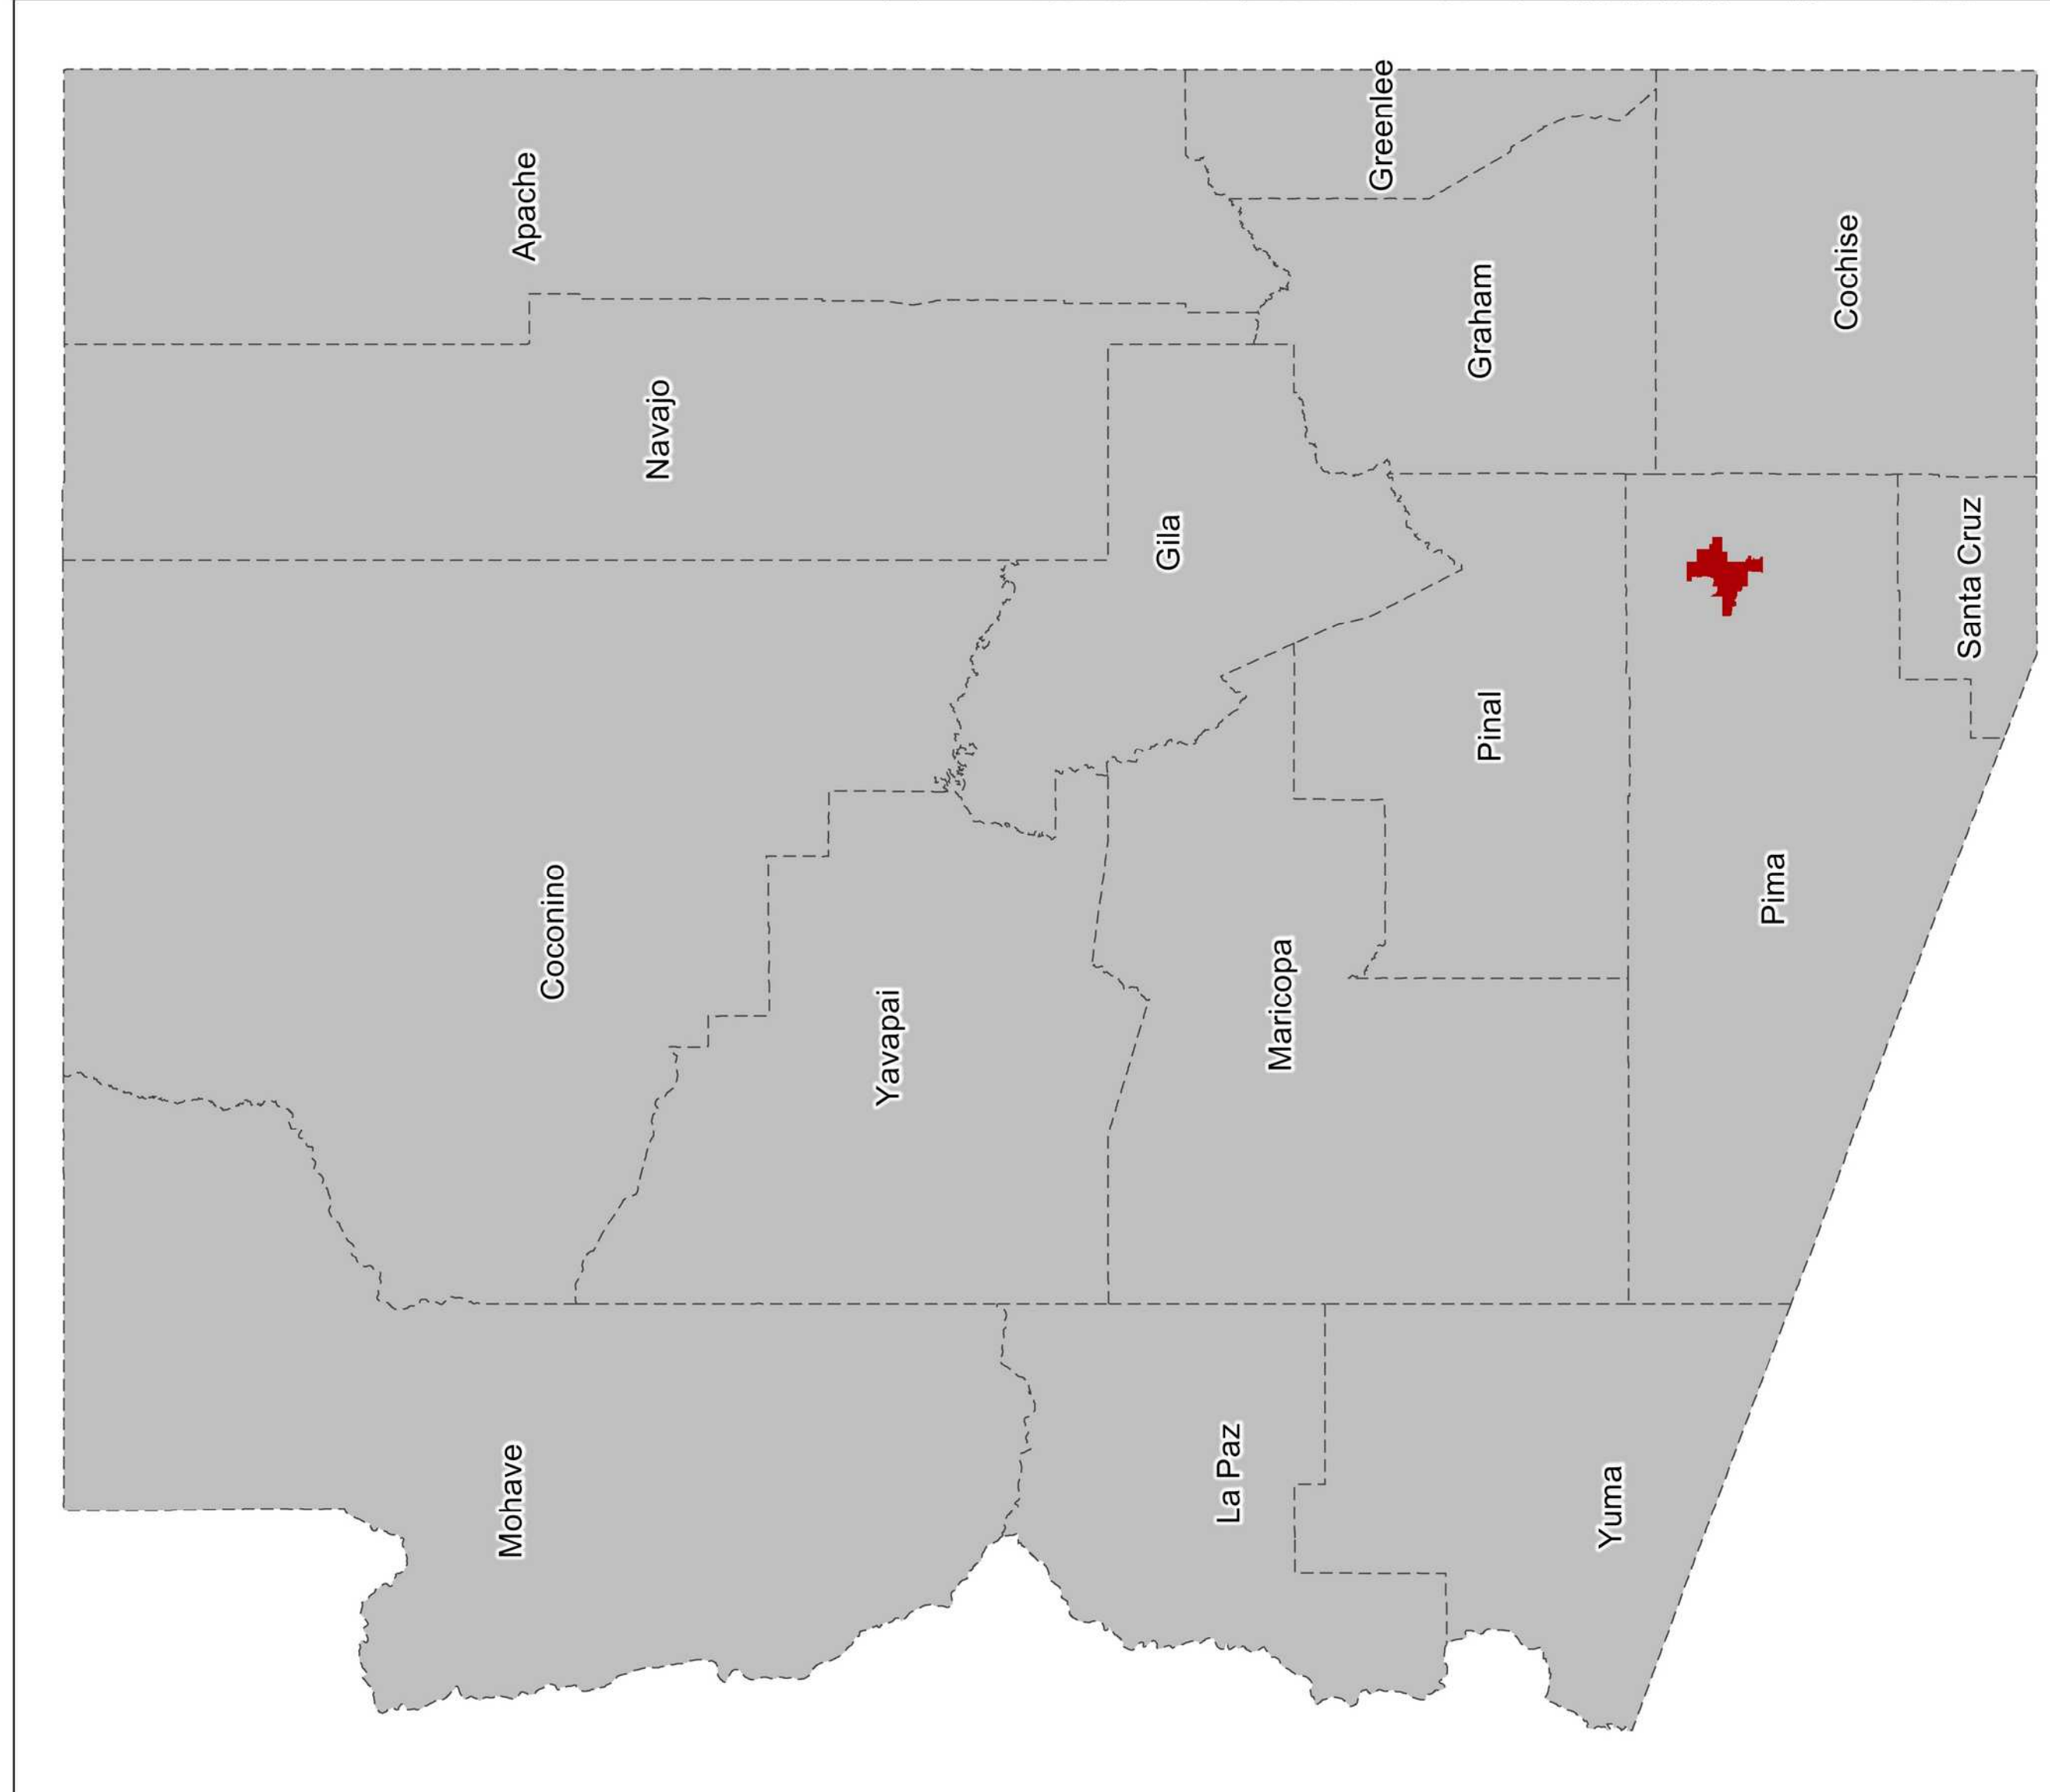 Apache
Greenlee
Cochise
Graham
Navajo
Gila
Santa Cruz
Pinal
Coconino
Pima
Maricopa
Yavapai
Mohave
La Paz
Yuma